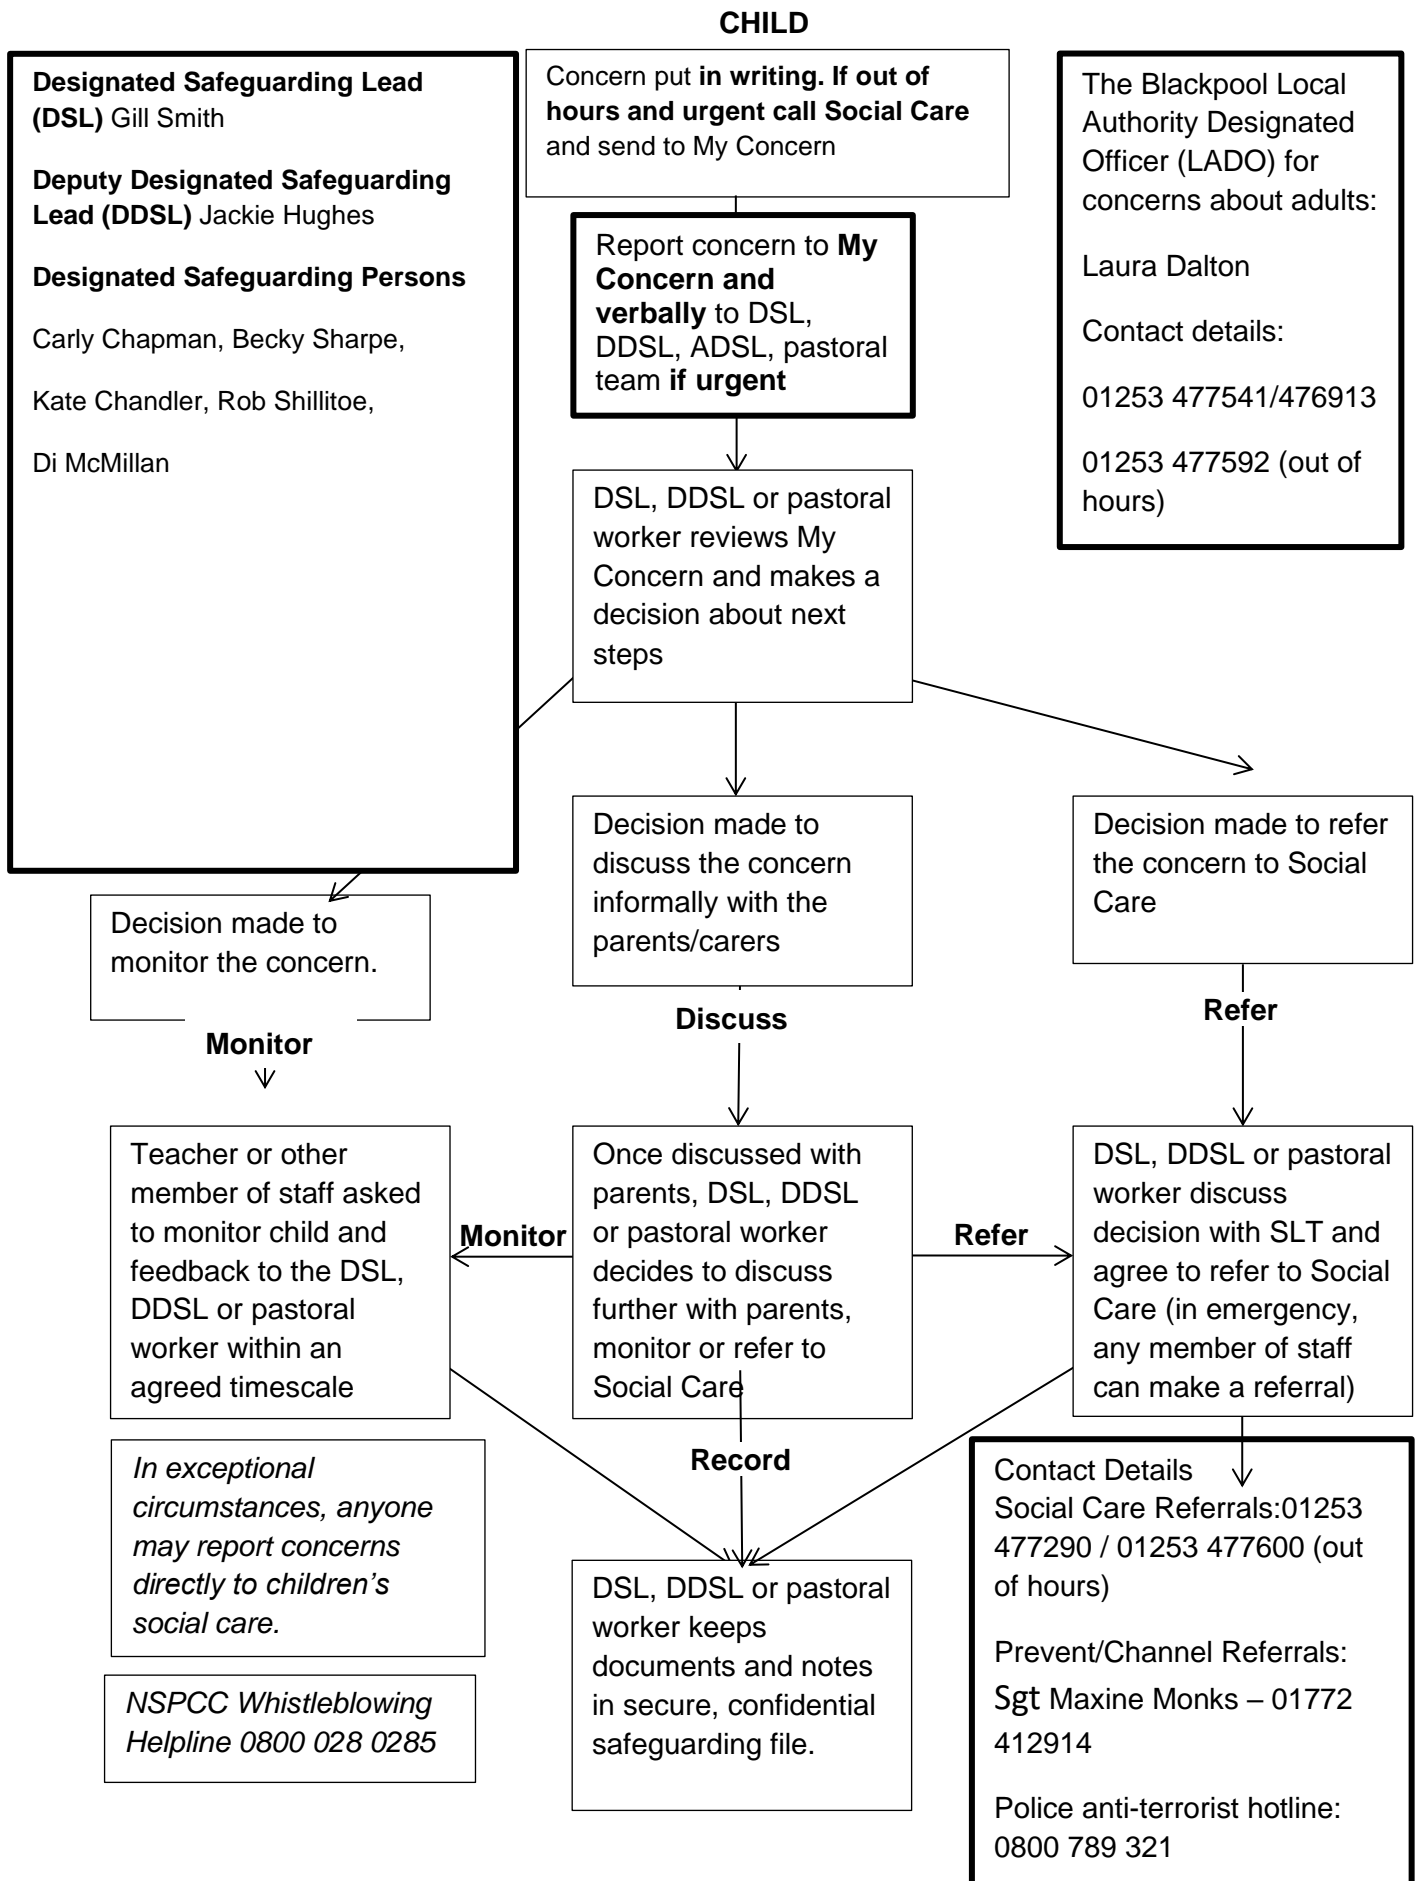 CHILD
Designated Safeguarding Lead
(DSL) Gill Smith
Deputy Designated Safeguarding
Lead (DDSL) Jackie Hughes
Designated Safeguarding Persons
Carly Chapman, Becky Sharpe,
Kate Chandler, Rob Shillitoe,
Di McMillan
Concern put in writing. If out of
hours and urgent call Social Care
and send to My Concern
The Blackpool Local
Authority Designated
Officer (LADO) for
concerns about adults:
Laura Dalton
Contact details:
01253 477541/476913
01253 477592 (out of
hours)
Report concern to My
Concern and
verbally to DSL,
DDSL, ADSL, pastoral
team if urgent
DSL, DDSL or pastoral
worker reviews My
Concern and makes a
decision about next
steps
Decision made to
monitor the concern.
Decision made to
discuss the concern
informally with the
parents/carers
Decision made to refer
the concern to Social
Care
Monitor
Discuss
Refer
Teacher or other
member of staff asked
to monitor child and
feedback to the DSL,
DDSL or pastoral
worker within an
agreed timescale
Monitor
Once discussed with
parents, DSL, DDSL
or pastoral worker
decides to discuss
further with parents,
monitor or refer to
Social Care
Refer
DSL, DDSL or pastoral
worker discuss
decision with SLT and
agree to refer to Social
Care (in emergency,
any member of staff
can make a referral)
In exceptional
circumstances, anyone
may report concerns
directly to children's
social care.
NSPCC Whistleblowing
Helpline 0800 028 0285
Record
DSL, DDSL or pastoral
worker keeps
documents and notes
in secure, confidential
safeguarding file.
Contact Details
Social Care Referrals:01253
477290 / 01253 477600 (out
of hours)
Prevent/Channel Referrals:
Sgt Maxine Monks – 01772
412914
Police anti-terrorist hotline:
0800 789 321